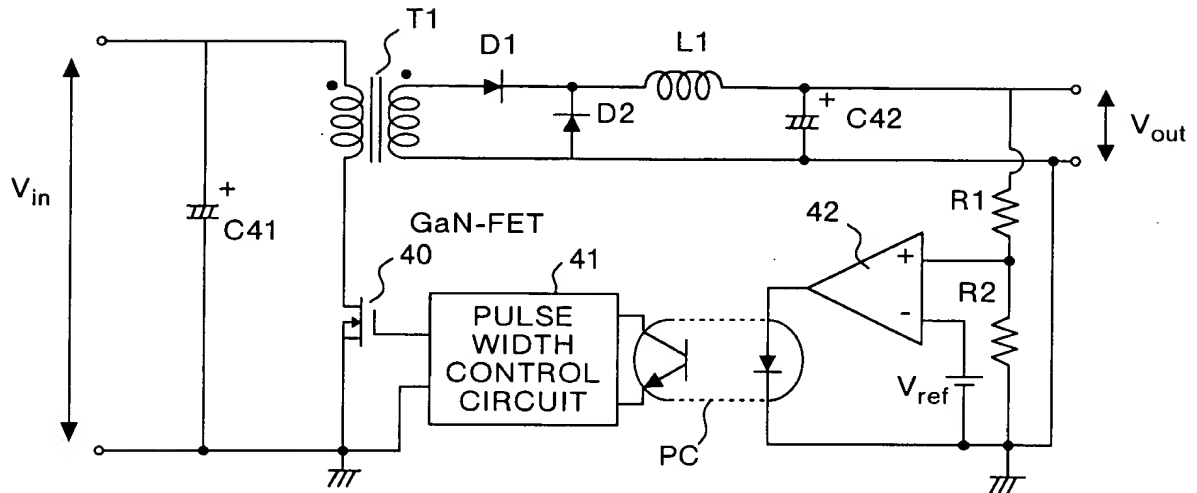 T1
D1
L1
D2
+
C42
V_out
V_in
+
C41
GaN-FET
40
41
42
R1
+
-
R2
PULSE
WIDTH
CONTROL
CIRCUIT
V_ref
PC